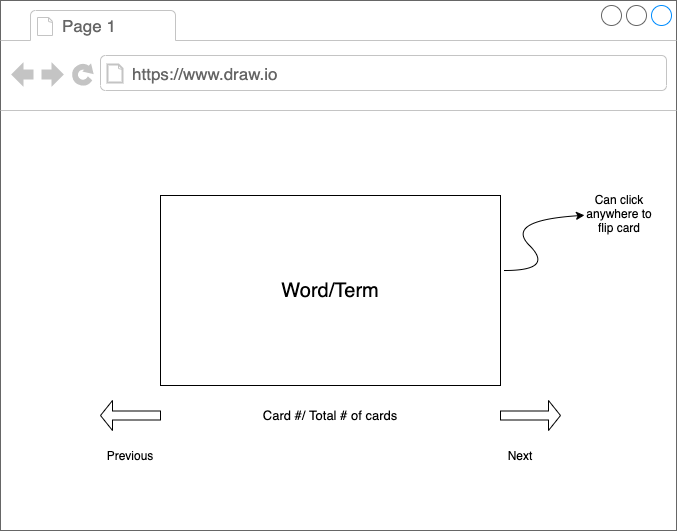 Page 1
https://www.draw.io
Can click
anywhere to
flip card
Word/Term
Card #/ Total # of cards
Previous
Next